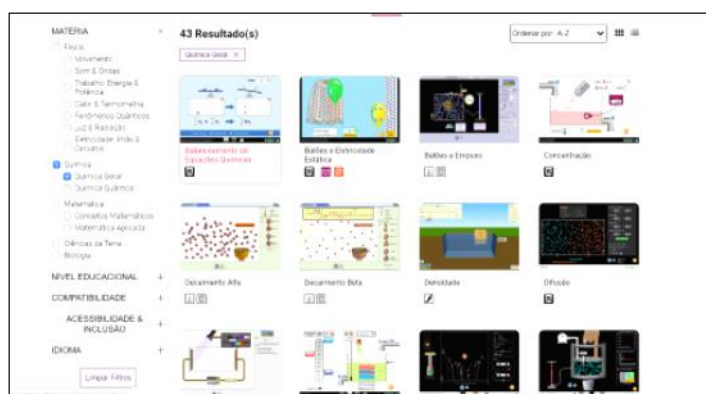 MATÉRIA
Física
Movimento
Som & Ondas
Trabalho, Energia &
Potência
Calor & Termometria
Fenômenos Quânticos
Luz & Radiação
Eletricidade, Imãs &
Circuitos
Química
Química Geral
Química Quântica
Matemática
Conceitos Matemáticos
Matemática Aplicada
Ciências da Terra
Biologia
NÍVEL EDUCACIONAL +
COMPATIBILIDADE +
ACESSIBILIDADE &
INCLUSÃO +
IDIOMA +
Limpar Filtros
43 Resultado(s)
Ordenar por A-Z
Química Geral ×
Balanceamento de
Equações Químicas
Balões e Eletricidade
Estática
Balões e Empuxo
Concentração
Decaimento Alfa
Decaimento Beta
Densidade
Difusão